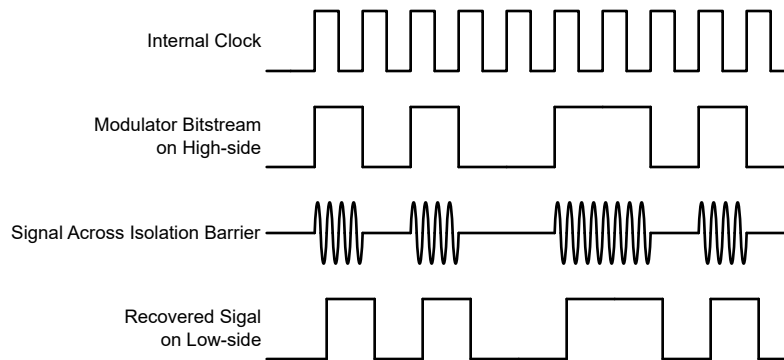 Internal Clock
Modulator Bitstream
on High-side
Signal Across Isolation Barrier
Recovered Sigal
on Low-side